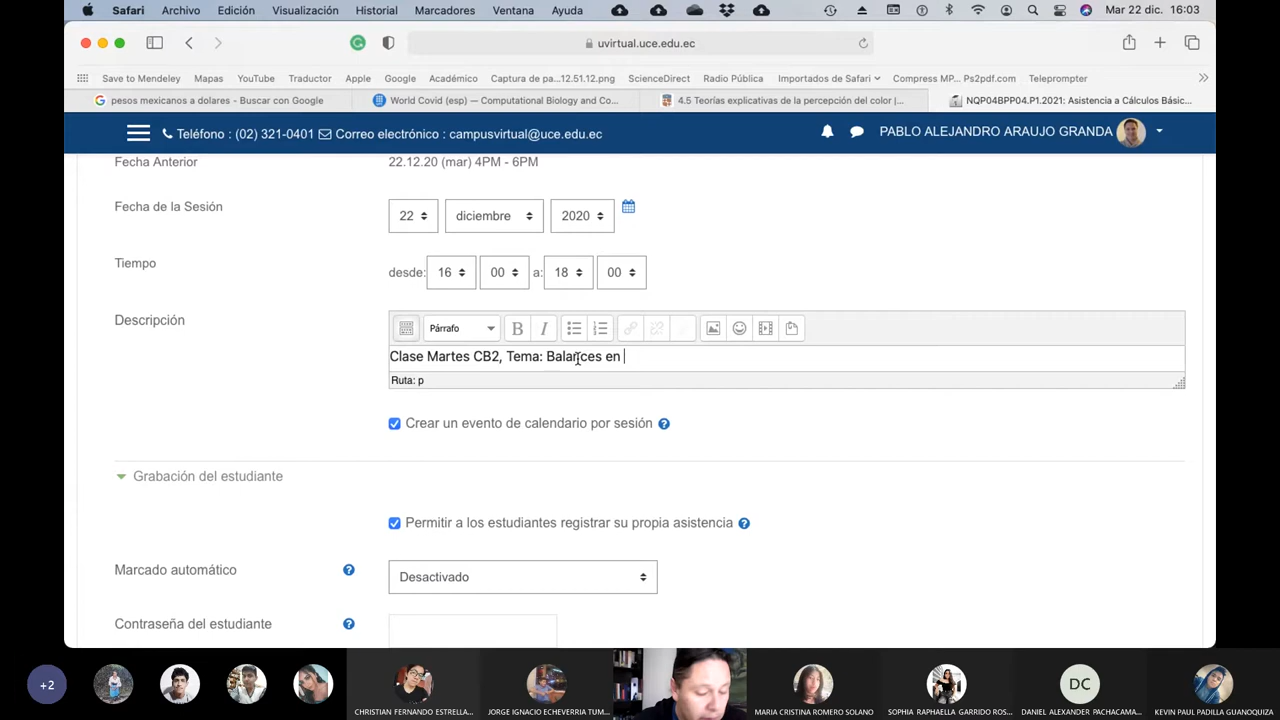 Safari Archivo Edición Visualización Historial Marcadores Ventana Ayuda Mar 22 dic. 16:03
uvirtual.uce.edu.ec
Save to Mendeley Mapas YouTube Traductor Apple Google Académico Captura de pa...12.51.12.png ScienceDirect Radio Pública Importados de Safari Compress MP... Ps2pdf.com Teleprompter
pesos mexicanos a dolares - Buscar con Google World Covid (esp) — Computational Biology and Co... 4.5 Teorías explicativas de la percepción del color |... NQP04BPP04.P1.2021: Asistencia a Cálculos Básic...
Teléfono : (02) 321-0401 Correo electrónico : campusvirtual@uce.edu.ec PABLO ALEJANDRO ARAUJO GRANDA
Fecha Anterior 22.12.20 (mar) 4PM - 6PM
Fecha de la Sesión 22 diciembre 2020
Tiempo desde: 16 00 a: 18 00
Descripción Párrafo B I
Clase Martes CB2, Tema: Balances en
Ruta: p
Crear un evento de calendario por sesión
Grabación del estudiante
Permitir a los estudiantes registrar su propia asistencia
Marcado automático Desactivado
Contraseña del estudiante
+2 DC
CHRISTIAN FERNANDO ESTRELLA... JORGE IGNACIO ECHEVERRIA TUM... MARIA CRISTINA ROMERO SOLANO SOPHIA RAPHAELLA GARRIDO ROS... DANIEL ALEXANDER PACHACAMA... KEVIN PAUL PADILLA GUANOQUIZA